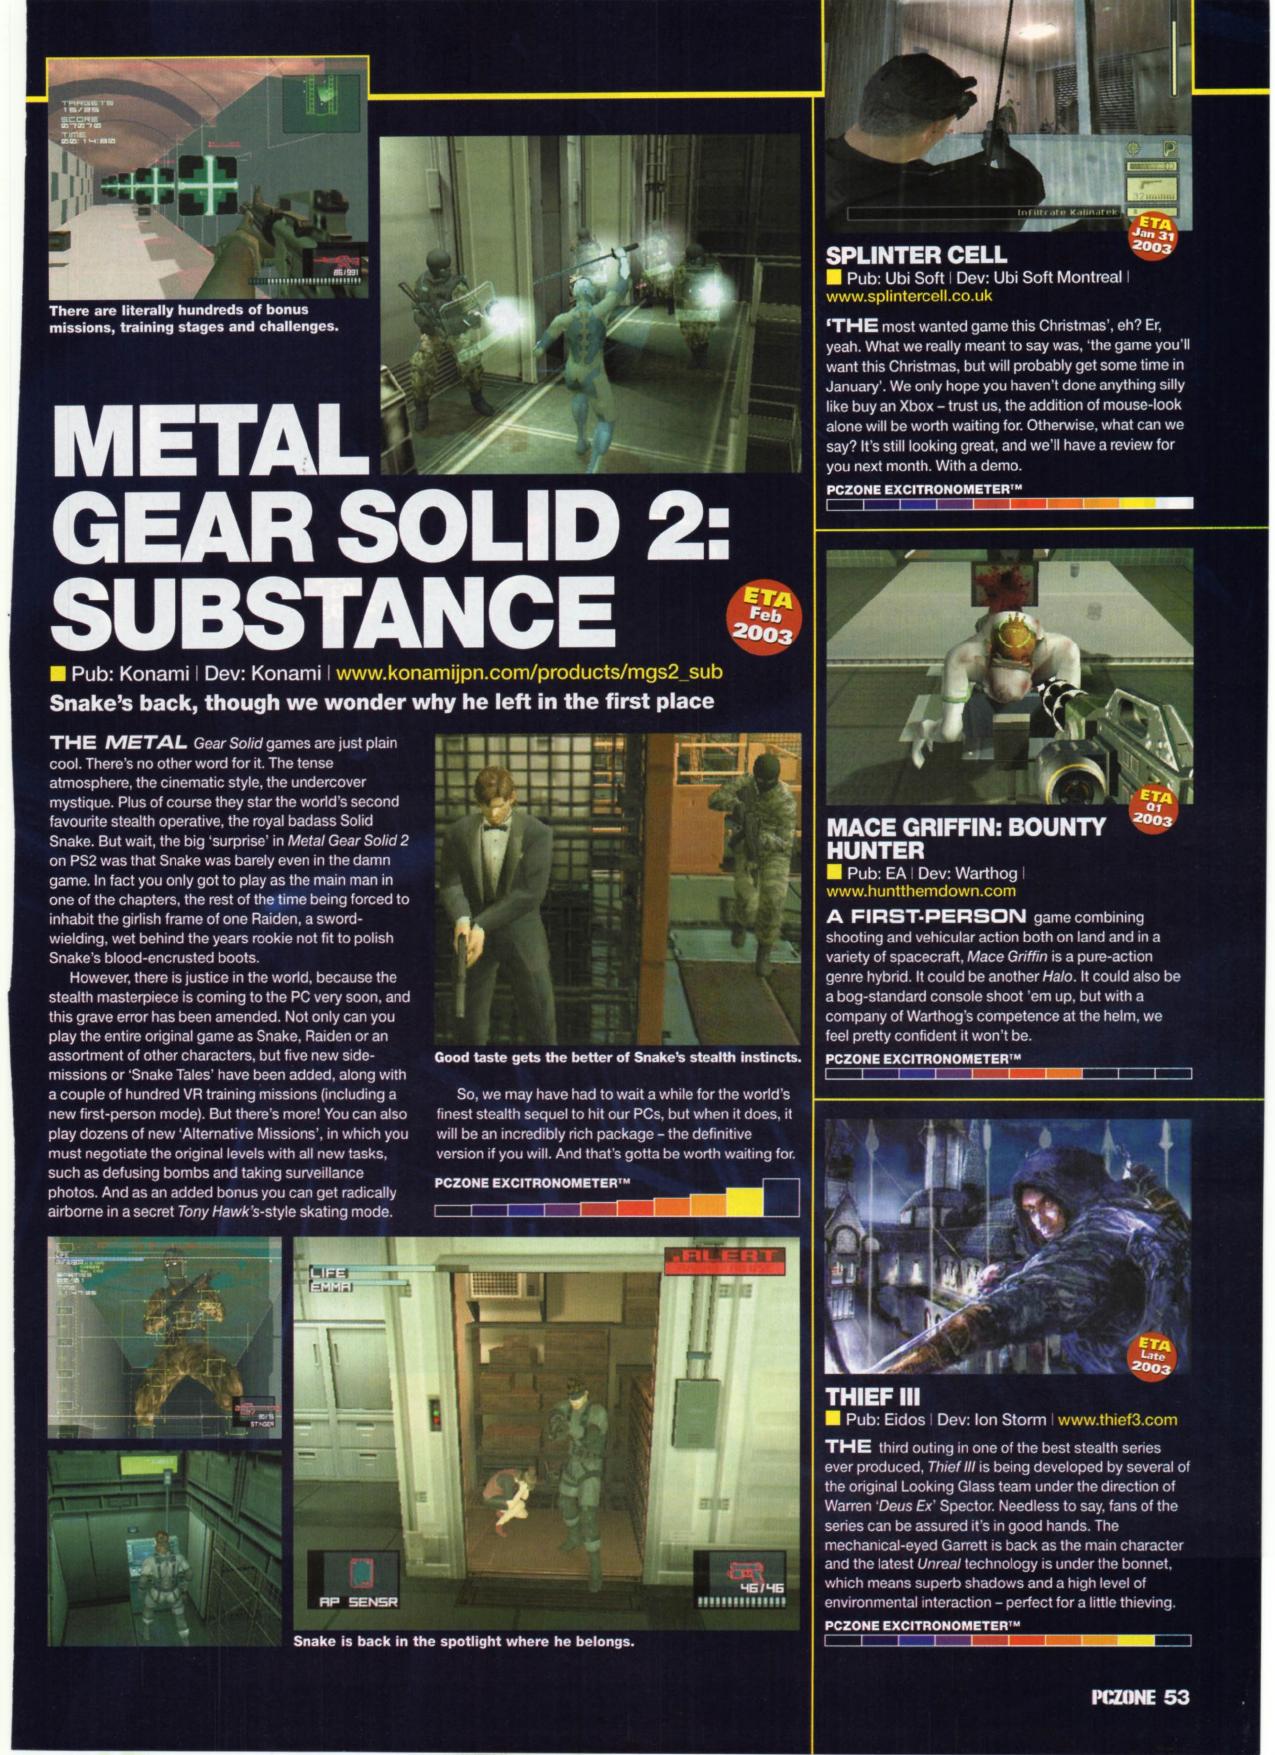 TARGETS
15/25
SCORE
07070
TIME
00:14:80
86/991
There are literally hundreds of bonus
missions, training stages and challenges.
METAL
GEAR SOLID 2:
SUBSTANCE
ETA
Feb
2003
Pub: Konami | Dev: Konami | www.konamijpn.com/products/mgs2_sub
Snake's back, though we wonder why he left in the first place
THE METAL Gear Solid games are just plain
cool. There's no other word for it. The tense
atmosphere, the cinematic style, the undercover
mystique. Plus of course they star the world's second
favourite stealth operative, the royal badass Solid
Snake. But wait, the big 'surprise' in Metal Gear Solid 2
on PS2 was that Snake was barely even in the damn
game. In fact you only got to play as the main man in
one of the chapters, the rest of the time being forced to
inhabit the girlish frame of one Raiden, a sword-
wielding, wet behind the years rookie not fit to polish
Snake's blood-encrusted boots.
However, there is justice in the world, because the
stealth masterpiece is coming to the PC very soon, and
this grave error has been amended. Not only can you
play the entire original game as Snake, Raiden or an
assortment of other characters, but five new side-
missions or 'Snake Tales' have been added, along with
a couple of hundred VR training missions (including a
new first-person mode). But there's more! You can also
play dozens of new 'Alternative Missions', in which you
must negotiate the original levels with all new tasks,
such as defusing bombs and taking surveillance
photos. And as an added bonus you can get radically
airborne in a secret Tony Hawk's-style skating mode.
Good taste gets the better of Snake's stealth instincts.
So, we may have had to wait a while for the world's
finest stealth sequel to hit our PCs, but when it does, it
will be an incredibly rich package – the definitive
version if you will. And that's gotta be worth waiting for.
PCZONE EXCITRONOMETER™
STINGER
LIFE
EMMA
ALERT
AP SENSR
46/46
Snake is back in the spotlight where he belongs.
Infiltrate Kalinatek
ETA
Jan 31
2003
SPLINTER CELL
Pub: Ubi Soft | Dev: Ubi Soft Montreal |
www.splintercell.co.uk
'THE most wanted game this Christmas', eh? Er,
yeah. What we really meant to say was, 'the game you'll
want this Christmas, but will probably get some time in
January'. We only hope you haven't done anything silly
like buy an Xbox – trust us, the addition of mouse-look
alone will be worth waiting for. Otherwise, what can we
say? It's still looking great, and we'll have a review for
you next month. With a demo.
PCZONE EXCITRONOMETER™
ETA
Q1
2003
MACE GRIFFIN: BOUNTY
HUNTER
Pub: EA | Dev: Warthog |
www.huntthemdown.com
A FIRST-PERSON game combining
shooting and vehicular action both on land and in a
variety of spacecraft, Mace Griffin is a pure-action
genre hybrid. It could be another Halo. It could also be
a bog-standard console shoot 'em up, but with a
company of Warthog's competence at the helm, we
feel pretty confident it won't be.
PCZONE EXCITRONOMETER™
ETA
Late
2003
THIEF III
Pub: Eidos | Dev: Ion Storm | www.thief3.com
THE third outing in one of the best stealth series
ever produced, Thief III is being developed by several of
the original Looking Glass team under the direction of
Warren 'Deus Ex' Spector. Needless to say, fans of the
series can be assured it's in good hands. The
mechanical-eyed Garrett is back as the main character
and the latest Unreal technology is under the bonnet,
which means superb shadows and a high level of
environmental interaction – perfect for a little thieving.
PCZONE EXCITRONOMETER™
PCZONE 53